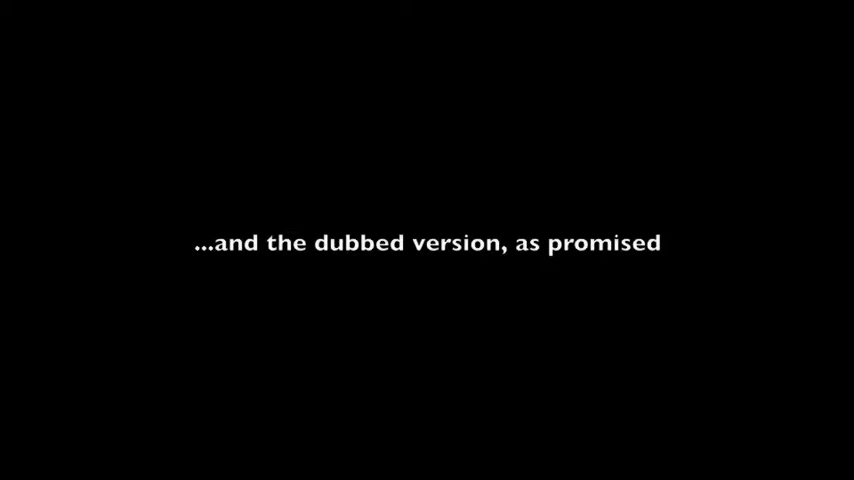 ...and the dubbed version, as promised